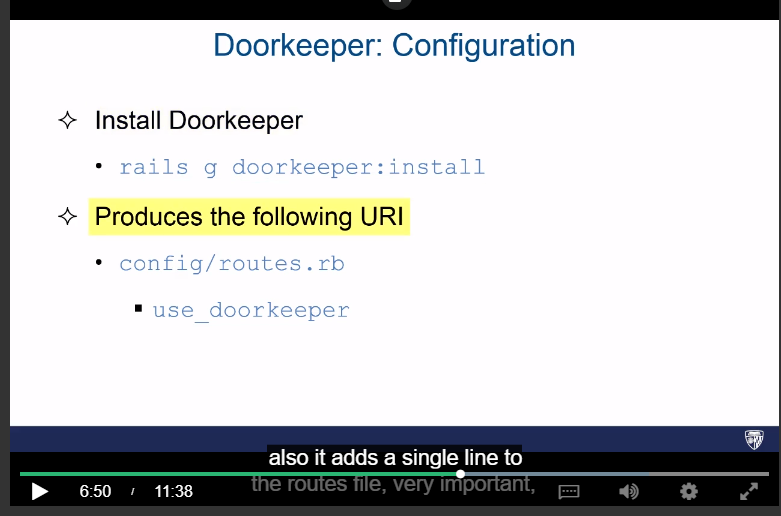 Doorkeeper: Configuration
Install Doorkeeper
rails g doorkeeper:install
Produces the following URI
config/routes.rb
use_doorkeeper
also it adds a single line to
the routes file, very important,
6:50 / 11:38